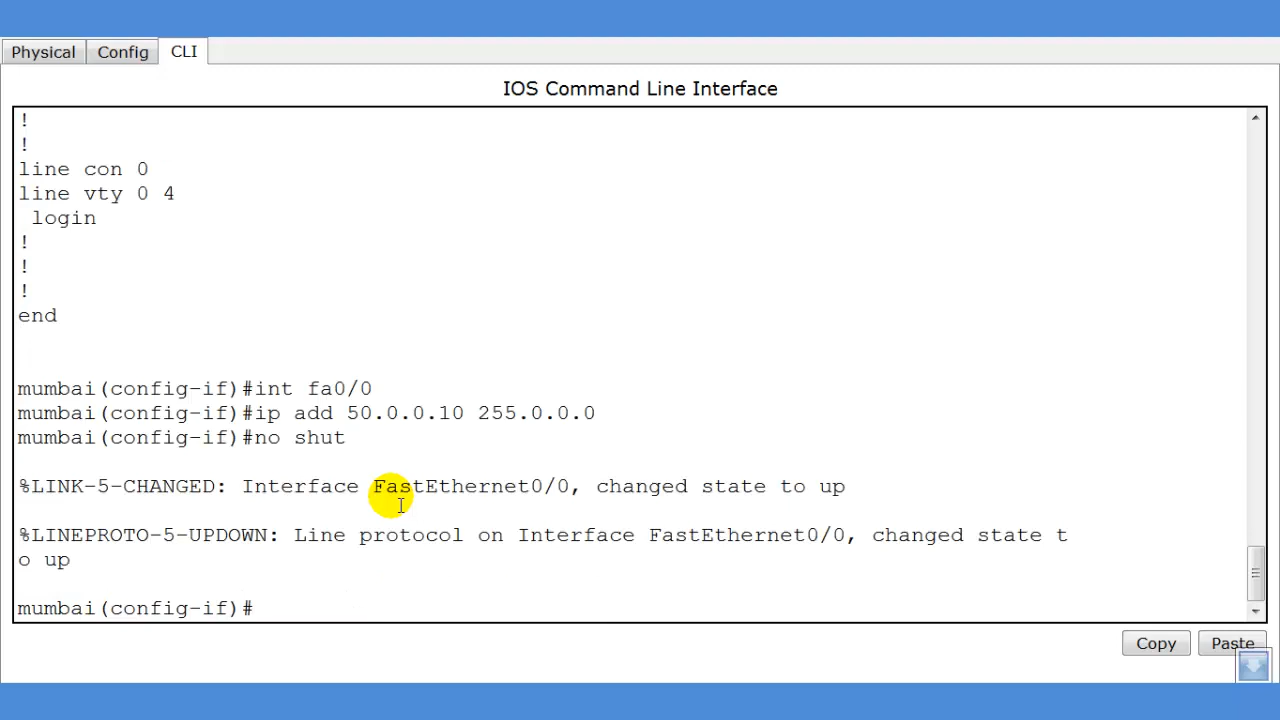 Physical Config CLI
IOS Command Line Interface
!
!
line con 0
line vty 0 4
 login
!
!
!
end
mumbai(config-if)#int fa0/0
mumbai(config-if)#ip add 50.0.0.10 255.0.0.0
mumbai(config-if)#no shut
%LINK-5-CHANGED: Interface FastEthernet0/0, changed state to up
%LINEPROTO-5-UPDOWN: Line protocol on Interface FastEthernet0/0, changed state t
o up
mumbai(config-if)#
Copy Paste